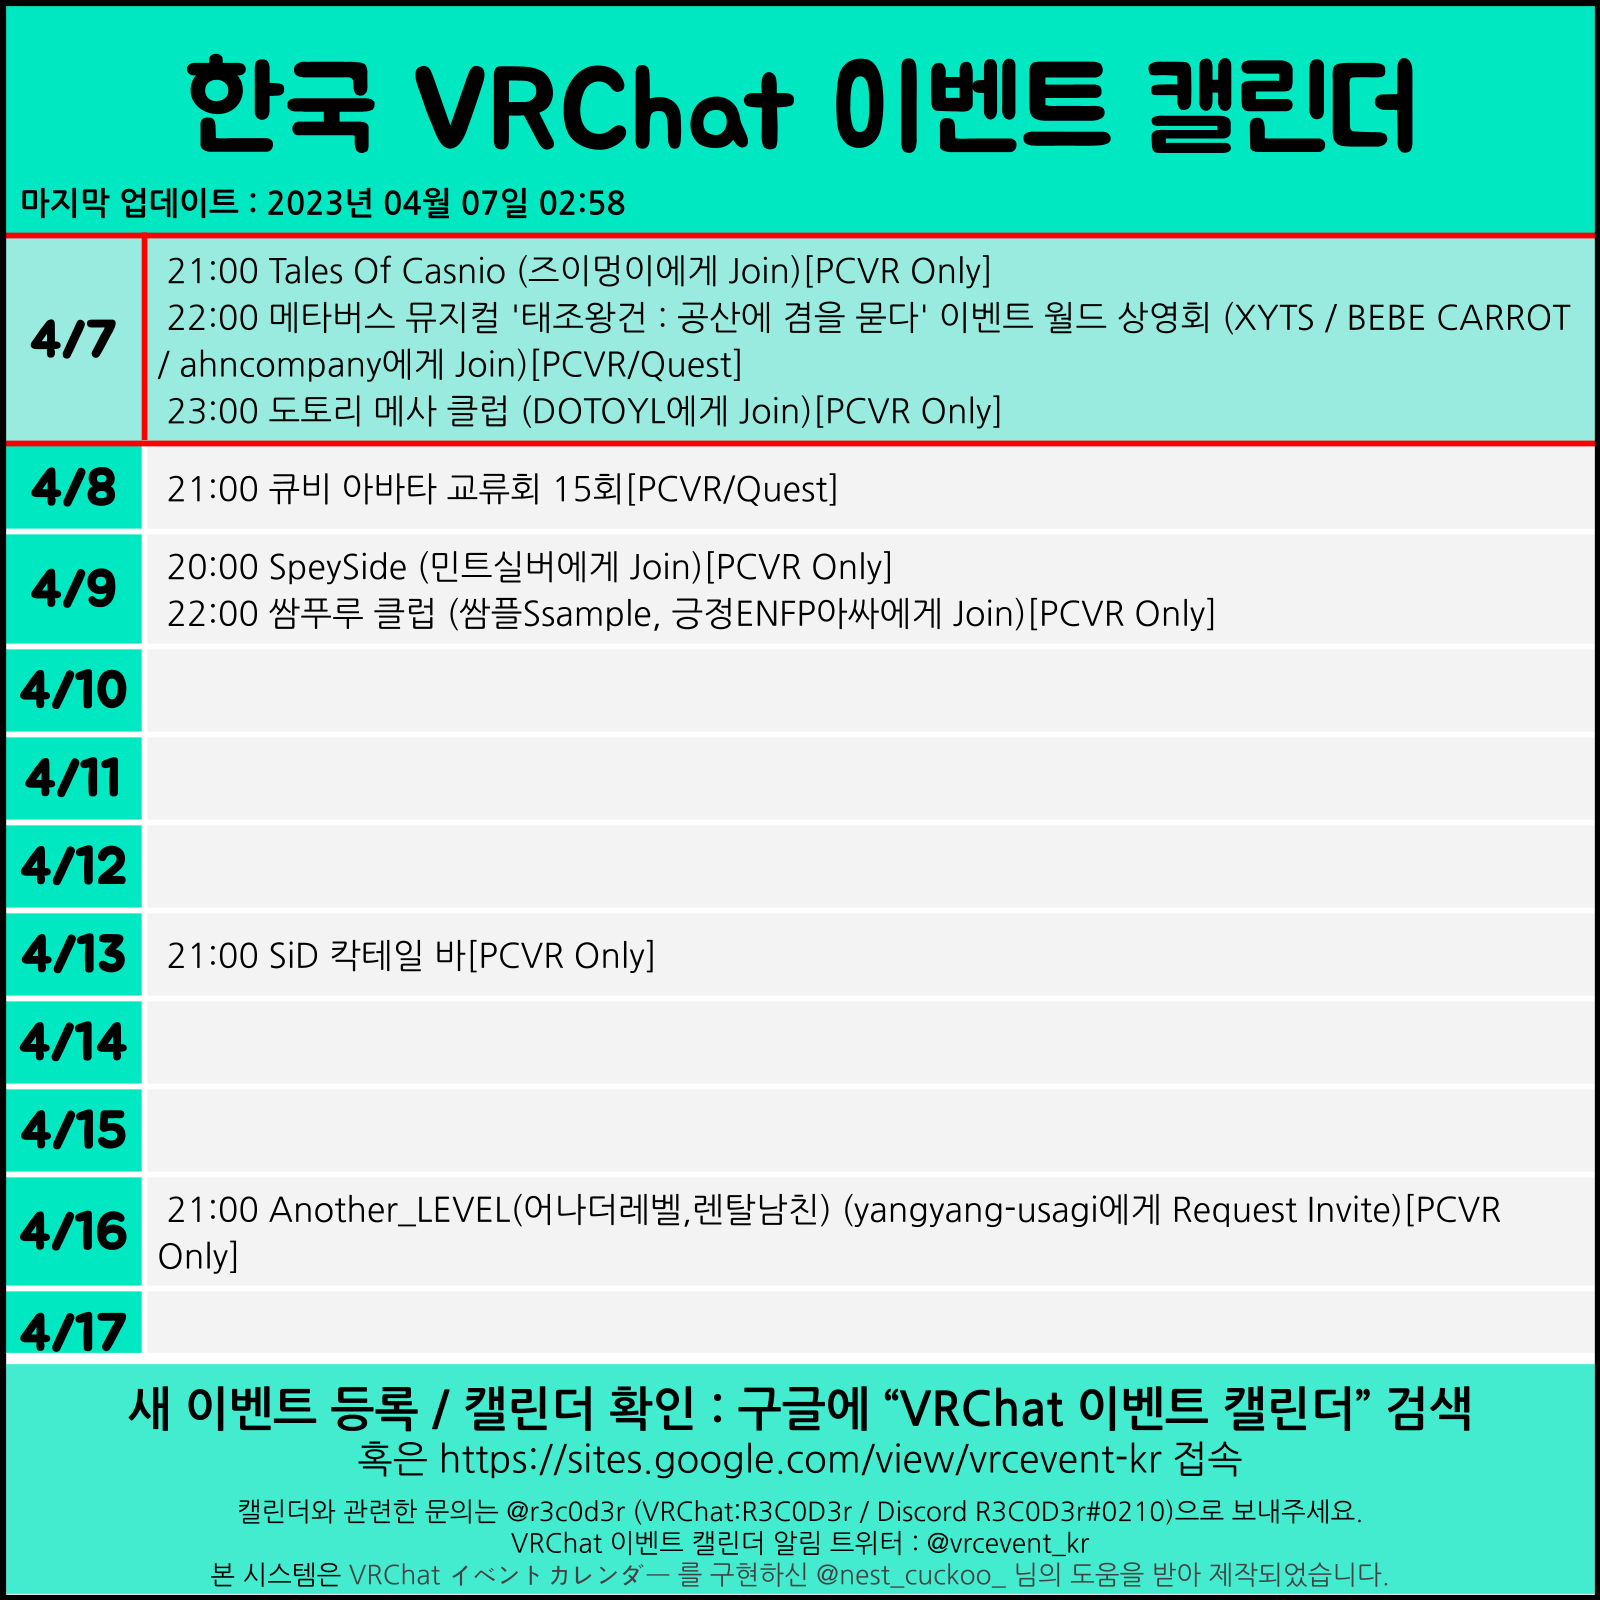 한국 VRChat 이벤트 캘린더
마지막 업데이트 : 2023년 04월 07일 02:58
4/7
21:00 Tales Of Casnio (즈이멍이에게 Join)[PCVR Only]
22:00 메타버스 뮤지컬 '태조왕건 : 공산에 겸을 묻다' 이벤트 월드 상영회 (XYTS / BEBE CARROT
/ ahncompany에게 Join)[PCVR/Quest]
23:00 도토리 메사 클럽 (DOTOYL에게 Join)[PCVR Only]
4/8
21:00 큐비 아바타 교류회 15회[PCVR/Quest]
4/9
20:00 SpeySide (민트실버에게 Join)[PCVR Only]
22:00 쌈푸루 클럽 (쌈플Ssample, 긍정ENFP아싸에게 Join)[PCVR Only]
4/10
4/11
4/12
4/13
21:00 SiD 칵테일 바[PCVR Only]
4/14
4/15
4/16
21:00 Another_LEVEL(어나더레벨,렌탈남친) (yangyang-usagi에게 Request Invite)[PCVR
Only]
4/17
새 이벤트 등록 / 캘린더 확인 : 구글에 “VRChat 이벤트 캘린더” 검색
혹은 https://sites.google.com/view/vrcevent-kr 접속
캘린더와 관련한 문의는 @r3c0d3r (VRChat:R3C0D3r / Discord R3C0D3r#0210)으로 보내주세요.
VRChat 이벤트 캘린더 알림 트위터 : @vrcevent_kr
본 시스템은 VRChat イベントカレンダー 를 구현하신 @nest_cuckoo_ 님의 도움을 받아 제작되었습니다.